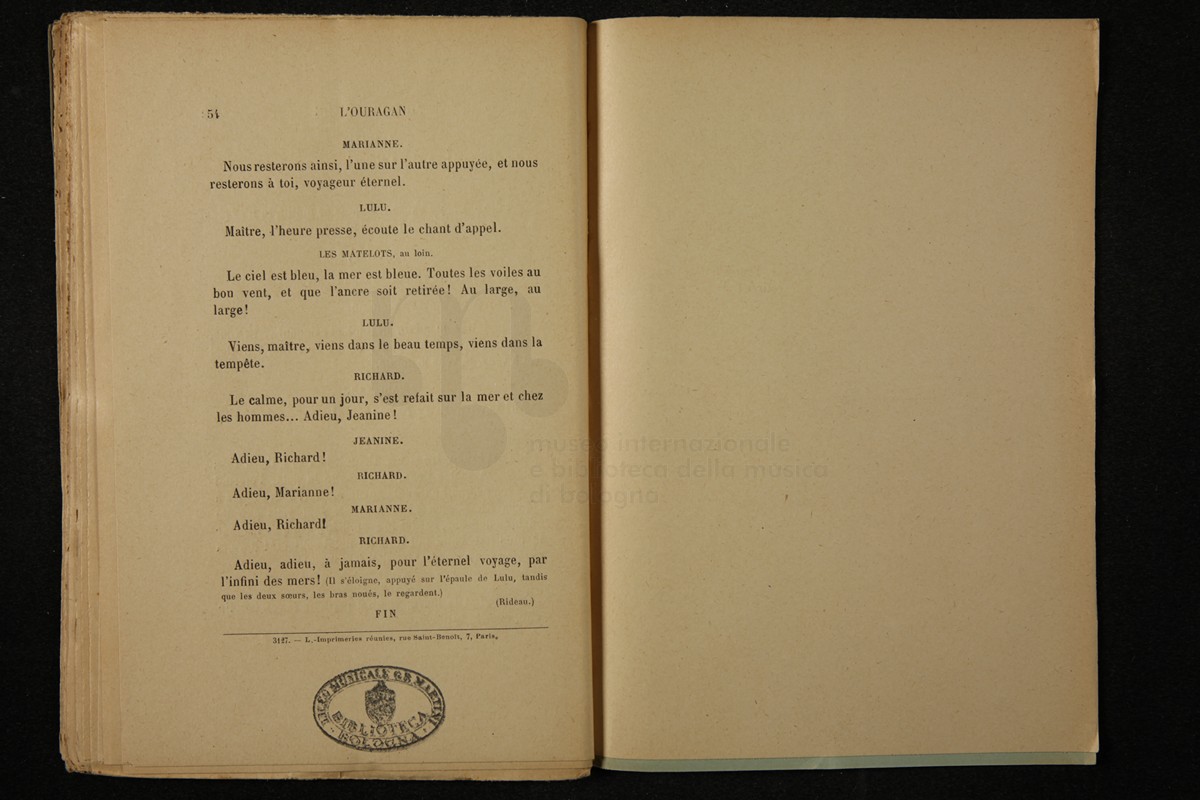 54 L'OURAGAN
MARIANNE.
Nous resterons ainsi, l'une sur l'autre appuyée, et nous
resterons à toi, voyageur éternel.
LULU.
Maître, l'heure presse, écoute le chant d'appel.
LES MATELOTS, au loin.
Le ciel est bleu, la mer est bleue. Toutes les voiles au
bon vent, et que l'ancre soit retirée! Au large, au
large!
LULU.
Viens, maître, viens dans le beau temps, viens dans la
tempête.
RICHARD.
Le calme, pour un jour, s'est refait sur la mer et chez
les hommes... Adieu, Jeanine!
JEANINE.
Adieu, Richard!
RICHARD.
Adieu, Marianne!
MARIANNE.
Adieu, Richard!
RICHARD.
Adieu, adieu, à jamais, pour l'éternel voyage, par
l'infini des mers! (Il s'éloigne, appuyé sur l'épaule de Lulu, tandis
que les deux sœurs, les bras noués, le regardent.)
(Rideau.)
FIN
3127. — L.-Imprimeries réunies, rue Saint-Benoît, 7, Paris.
LICEO MUSICALE G.B. MARTINI
BIBLIOTECA
BOLOGNA
museo internazionale
e biblioteca della musica
di bologna